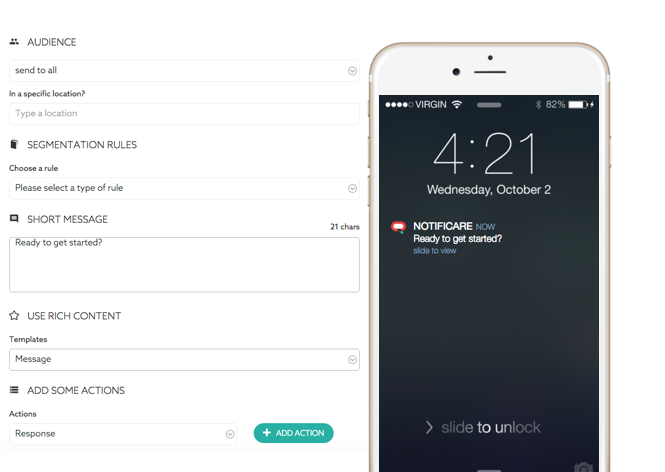 AUDIENCE
send to all
In a specific location?
Type a location
SEGMENTATION RULES
Choose a rule
Please select a type of rule
SHORT MESSAGE
21 chars
Ready to get started?
USE RICH CONTENT
Templates
Message
ADD SOME ACTIONS
Actions
Response
+ ADD ACTION
VIRGIN 82%
4:21
Wednesday, October 2
NOTIFICARE NOW
Ready to get started?
slide to view
> slide to unlock